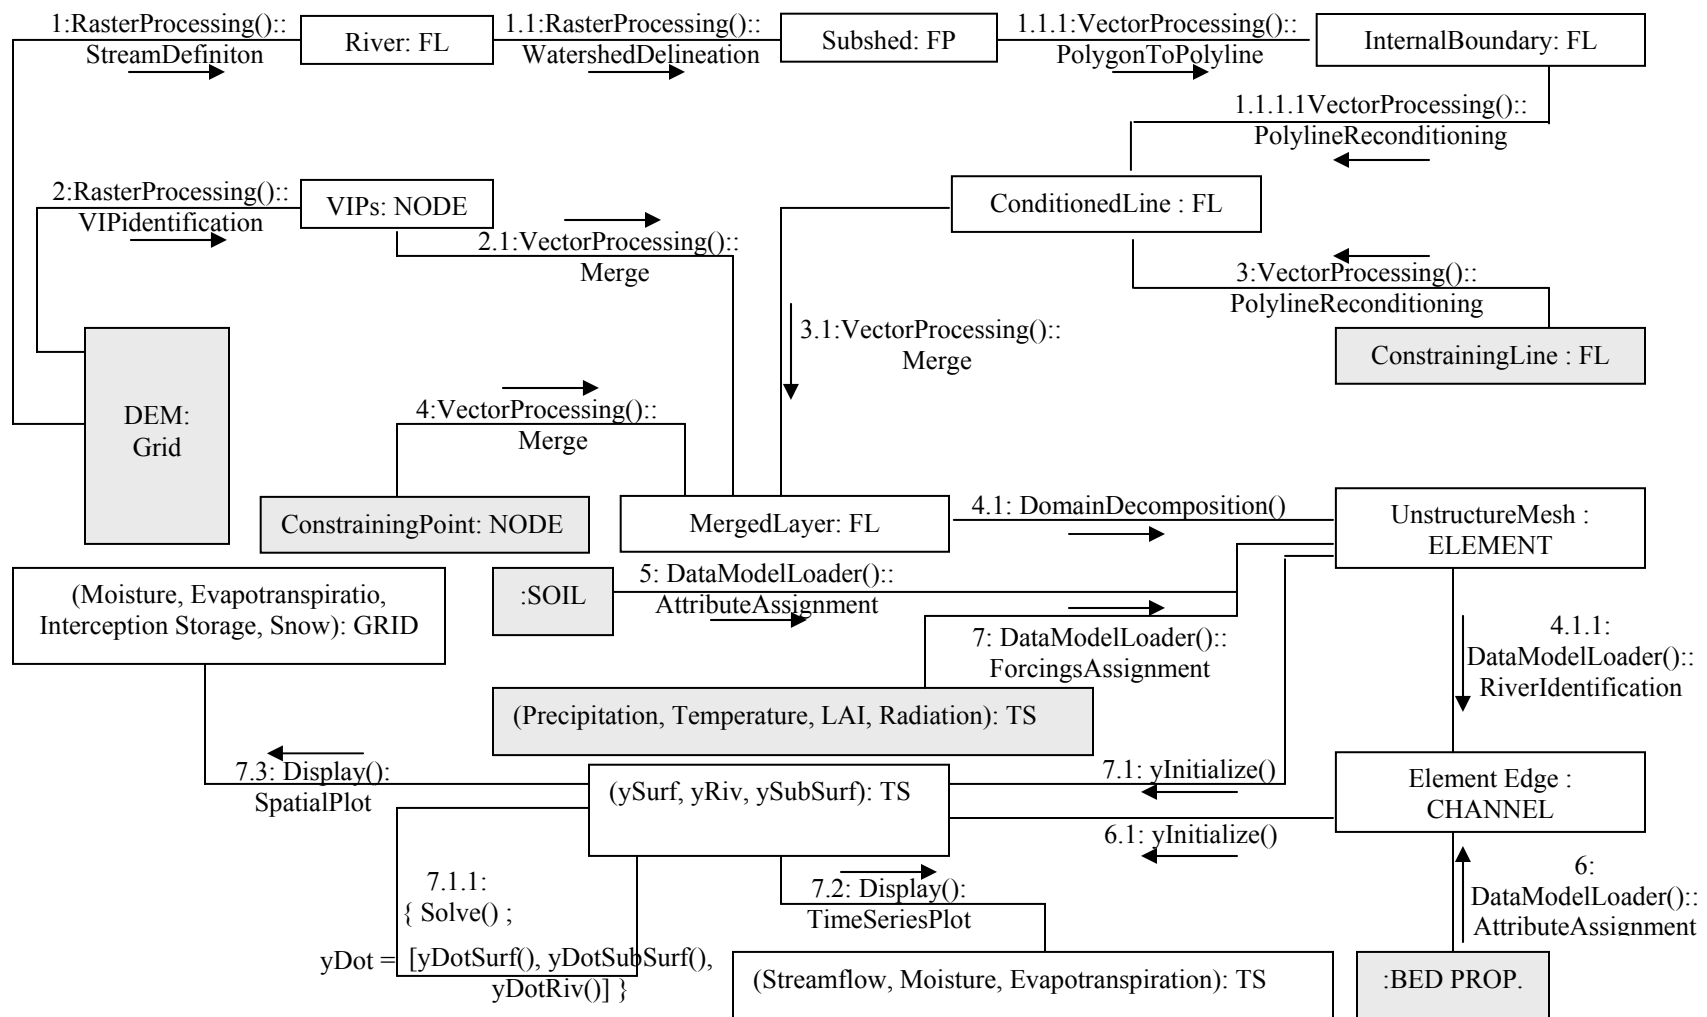 1:RasterProcessing()::
StreamDefiniton
River: FL
1.1:RasterProcessing()::
WatershedDelineation
Subshed: FP
1.1.1:VectorProcessing()::
PolygonToPolyline
InternalBoundary: FL
1.1.1.1VectorProcessing()::
PolylineReconditioning
2:RasterProcessing()::
VIPidentification
VIPs: NODE
2.1:VectorProcessing()::
Merge
ConditionedLine : FL
3:VectorProcessing()::
PolylineReconditioning
3.1:VectorProcessing()::
Merge
ConstrainingLine : FL
DEM:
Grid
4:VectorProcessing()::
Merge
ConstrainingPoint: NODE
MergedLayer: FL
4.1: DomainDecomposition()
UnstructureMesh :
ELEMENT
(Moisture, Evapotranspiratio,
Interception Storage, Snow): GRID
:SOIL
5: DataModelLoader()::
AttributeAssignment
7: DataModelLoader()::
ForcingsAssignment
4.1.1:
DataModelLoader()::
RiverIdentification
(Precipitation, Temperature, LAI, Radiation): TS
7.3: Display():
SpatialPlot
(ySurf, yRiv, ySubSurf): TS
7.1: yInitialize()
Element Edge :
CHANNEL
6.1: yInitialize()
7.1.1:
{ Solve() ;
yDot = [yDotSurf(), yDotSubSurf(),
yDotRiv()] }
7.2: Display():
TimeSeriesPlot
6:
DataModelLoader()::
AttributeAssignment
(Streamflow, Moisture, Evapotranspiration): TS
:BED PROP.